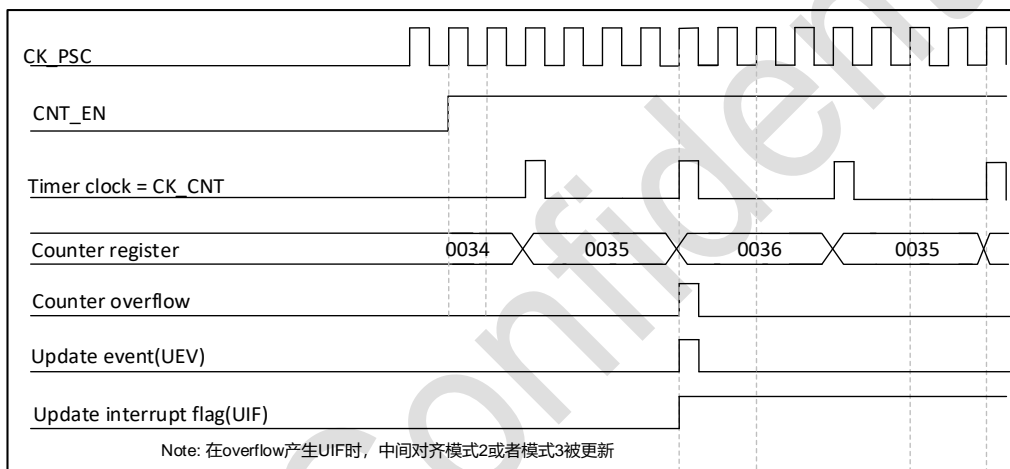 CK_PSC
CNT_EN
Timer clock = CK_CNT
Counter register 0034 0035 0036 0035
Counter overflow
Update event(UEV)
Update interrupt flag(UIF)
Note: 在overflow产生UIF时，中间对齐模式2或者模式3被更新
Confident